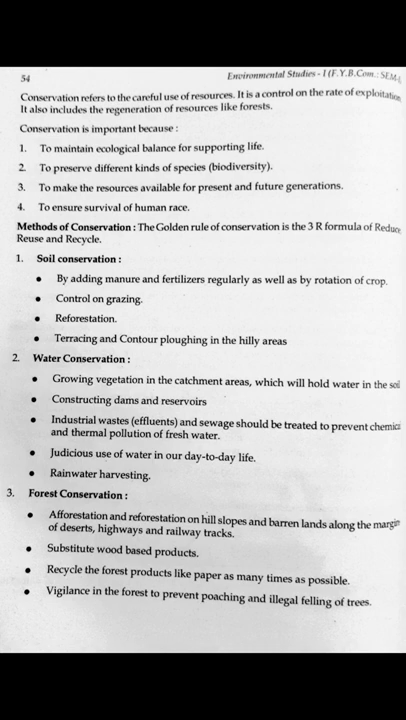 54
Environmental Studies - I (F.Y.B.Com.: SEM-
Conservation refers to the careful use of resources. It is a control on the rate of exploitation
It also includes the regeneration of resources like forests.
Conservation is important because :
1. To maintain ecological balance for supporting life.
2. To preserve different kinds of species (biodiversity).
3. To make the resources available for present and future generations.
4. To ensure survival of human race.
Methods of Conservation : The Golden rule of conservation is the 3 R formula of Reduce
Reuse and Recycle.
1. Soil conservation :
• By adding manure and fertilizers regularly as well as by rotation of crop.
• Control on grazing.
• Reforestation.
• Terracing and Contour ploughing in the hilly areas
2. Water Conservation :
• Growing vegetation in the catchment areas, which will hold water in the soil
• Constructing dams and reservoirs
• Industrial wastes (effluents) and sewage should be treated to prevent chemical
and thermal pollution of fresh water.
• Judicious use of water in our day-to-day life.
• Rainwater harvesting.
3. Forest Conservation :
• Afforestation and reforestation on hill slopes and barren lands along the margin
of deserts, highways and railway tracks.
• Substitute wood based products.
• Recycle the forest products like paper as many times as possible.
• Vigilance in the forest to prevent poaching and illegal felling of trees.